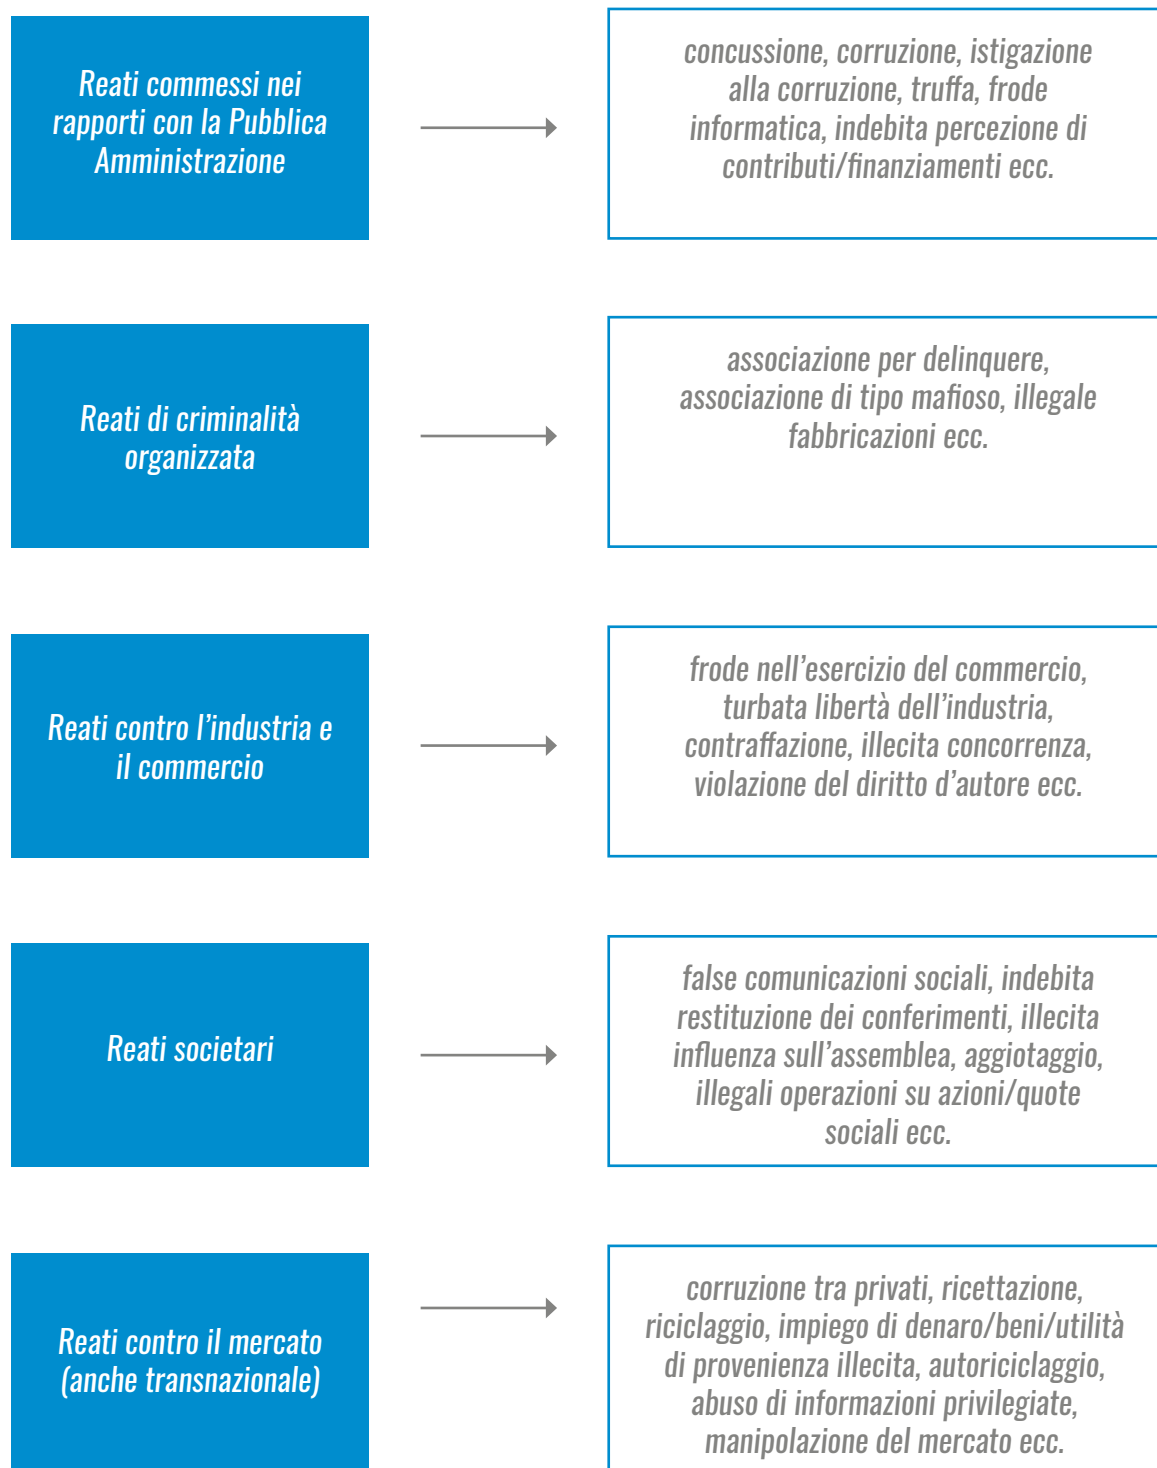 Reati commessi nei
rapporti con la Pubblica
Amministrazione
concussione, corruzione, istigazione
alla corruzione, truffa, frode
informatica, indebita percezione di
contributi/finanziamenti ecc.
Reati di criminalità
organizzata
associazione per delinquere,
associazione di tipo mafioso, illegale
fabbricazioni ecc.
Reati contro l’industria e
il commercio
frode nell’esercizio del commercio,
turbata libertà dell’industria,
contraffazione, illecita concorrenza,
violazione del diritto d’autore ecc.
Reati societari
false comunicazioni sociali, indebita
restituzione dei conferimenti, illecita
influenza sull’assemblea, aggiotaggio,
illegali operazioni su azioni/quote
sociali ecc.
Reati contro il mercato
(anche transnazionale)
corruzione tra privati, ricettazione,
riciclaggio, impiego di denaro/beni/utilità
di provenienza illecita, autoriciclaggio,
abuso di informazioni privilegiate,
manipolazione del mercato ecc.